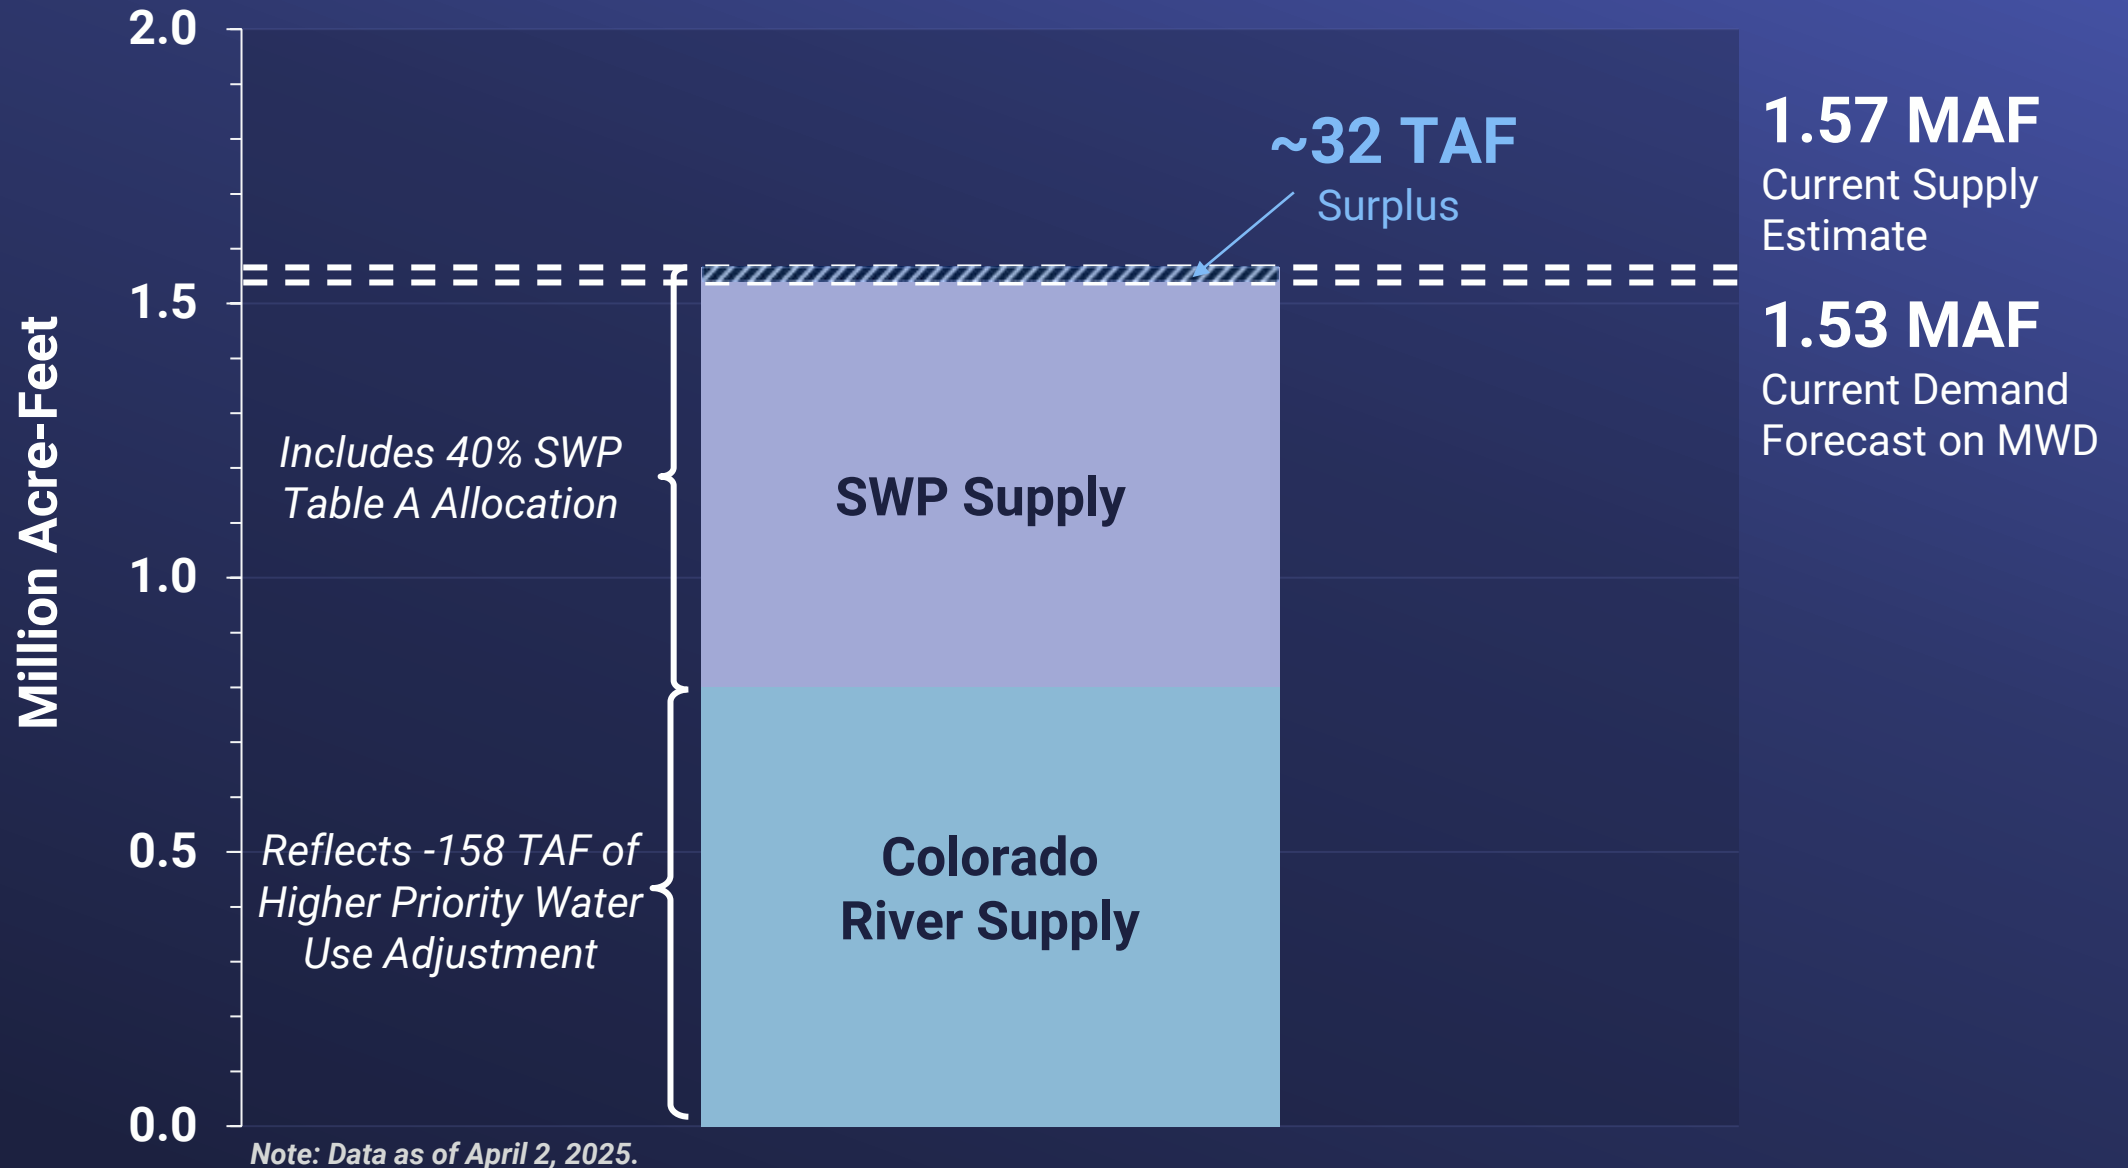 Million Acre-Feet
2.0
1.5
1.0
0.5
0.0
~32 TAF
Surplus
Includes 40% SWP
Table A Allocation
SWP Supply
Reflects -158 TAF of
Higher Priority Water
Use Adjustment
Colorado
River Supply
1.57 MAF
Current Supply
Estimate
1.53 MAF
Current Demand
Forecast on MWD
Note: Data as of April 2, 2025.